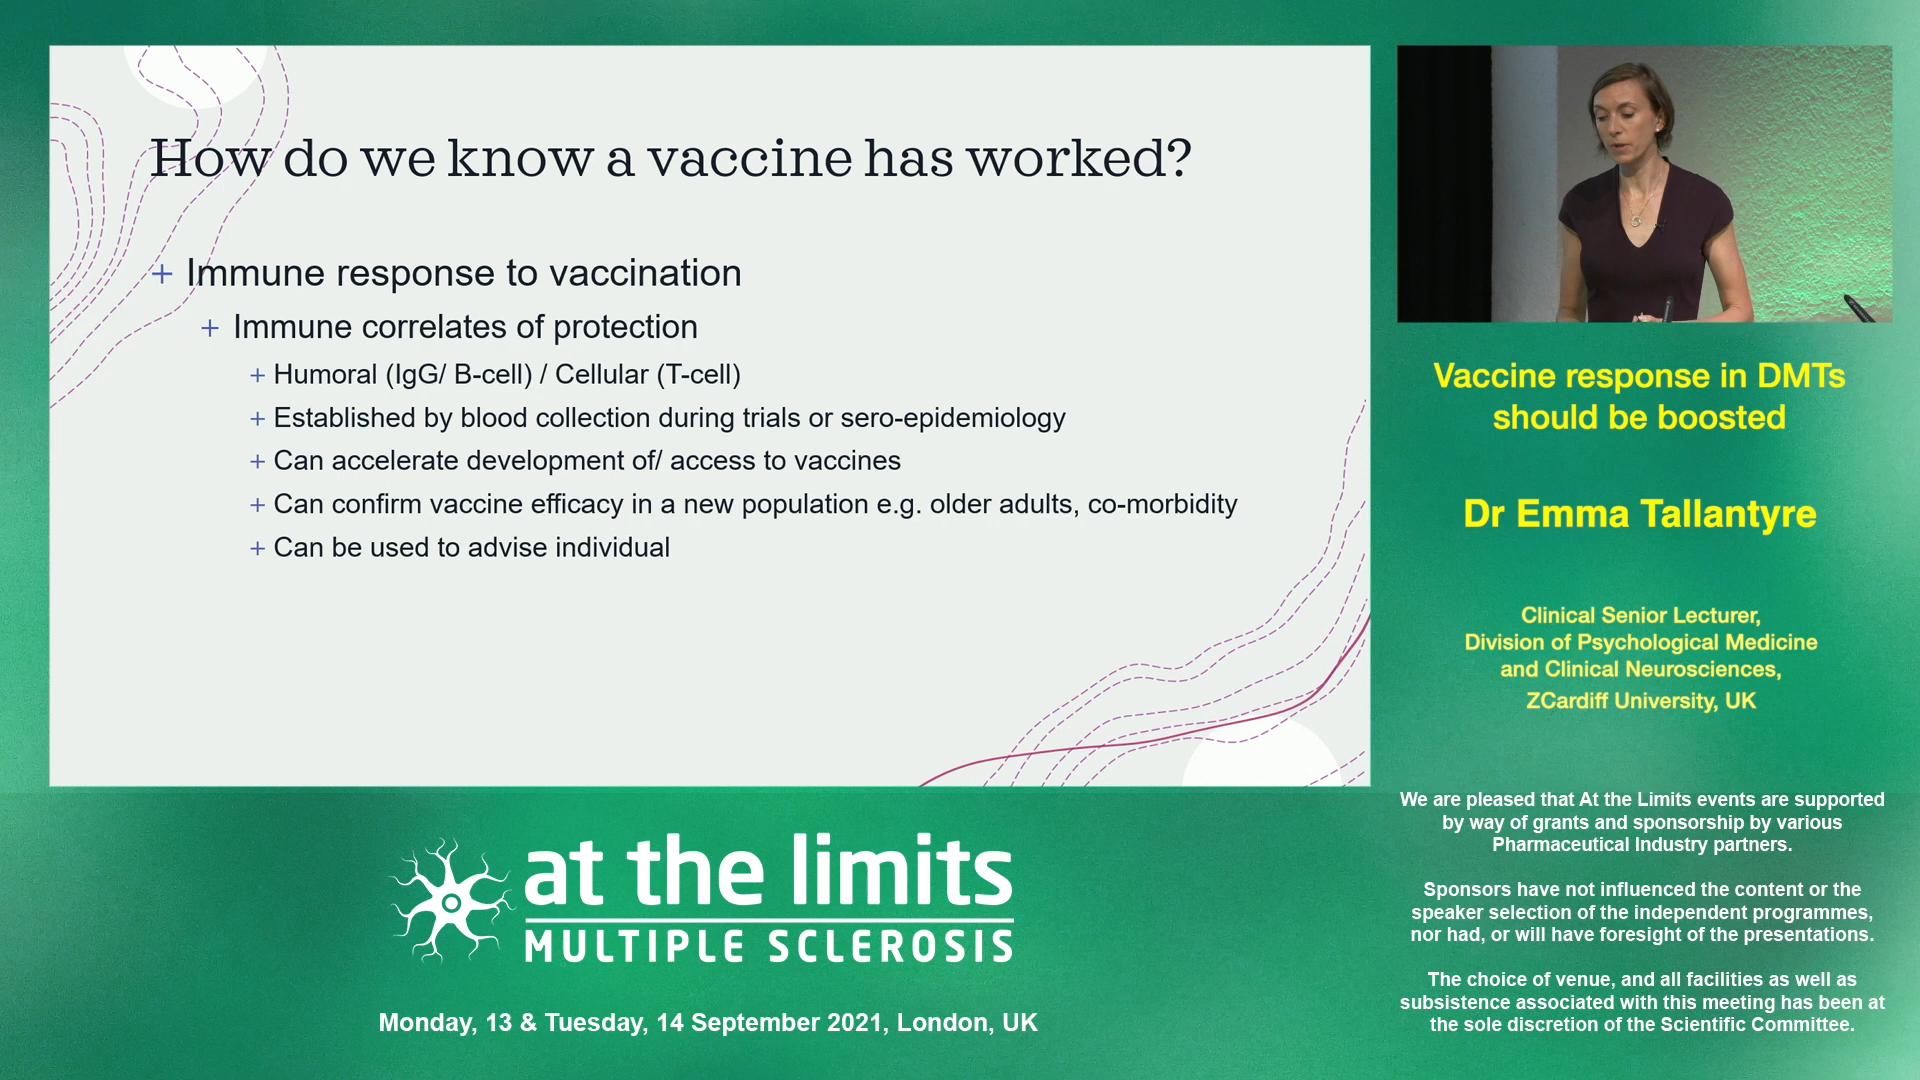 How do we know a vaccine has worked?
+ Immune response to vaccination
+ Immune correlates of protection
+ Humoral (IgG/ B-cell) / Cellular (T-cell)
+ Established by blood collection during trials or sero-epidemiology
+ Can accelerate development of/ access to vaccines
+ Can confirm vaccine efficacy in a new population e.g. older adults, co-morbidity
+ Can be used to advise individual
Vaccine response in DMTs
should be boosted
Dr Emma Tallantyre
Clinical Senior Lecturer,
Division of Psychological Medicine
and Clinical Neurosciences,
ZCardiff University, UK
We are pleased that At the Limits events are supported
by way of grants and sponsorship by various
Pharmaceutical Industry partners.
Sponsors have not influenced the content or the
speaker selection of the independent programmes,
nor had, or will have foresight of the presentations.
The choice of venue, and all facilities as well as
subsistence associated with this meeting has been at
the sole discretion of the Scientific Committee.
at the limits
MULTIPLE SCLEROSIS
Monday, 13 & Tuesday, 14 September 2021, London, UK